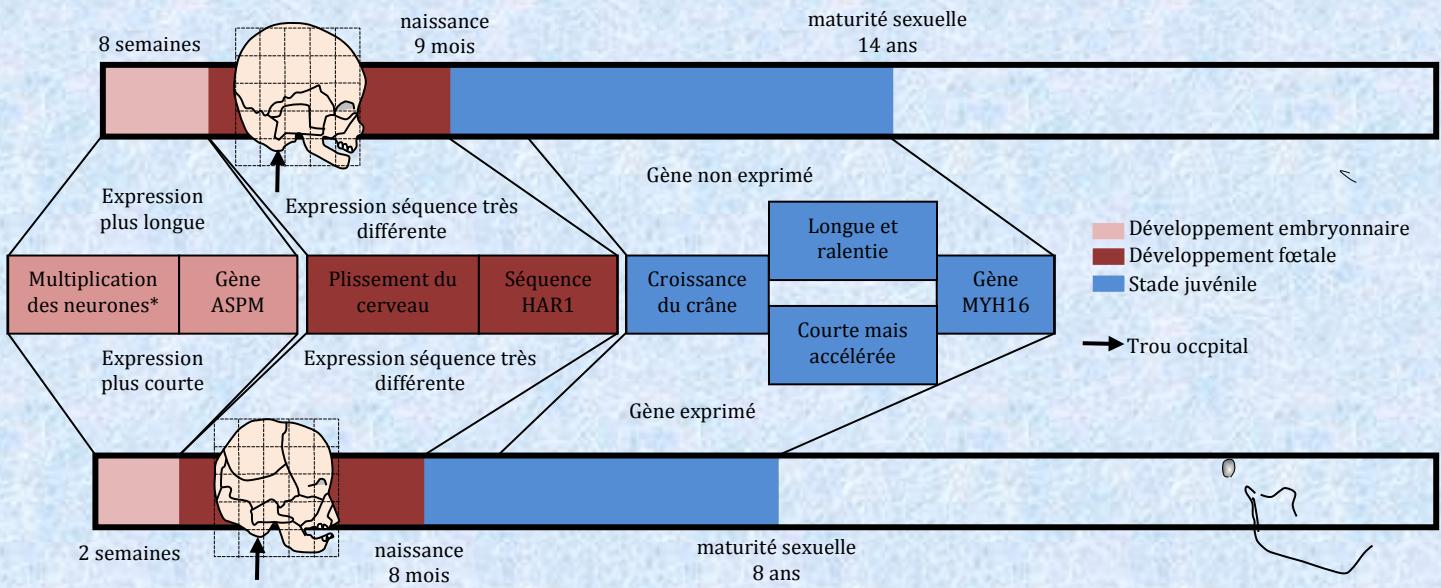 naissance
9 mois
maturité sexuelle
14 ans
8 semaines
Expression
plus longue
Expression séquence très
différente
Gène non exprimé
Multiplication
des neurones*
Gène
ASPM
Plissement du
cerveau
Séquence
HAR1
Croissance
du crâne
Longue et
ralentie
Courte mais
accélérée
Gène
MYH16
Développement embryonnaire
Développement fœtale
Stade juvénile
Trou occpital
Expression
plus courte
Expression séquence très
différente
Gène exprimé
2 semaines
naissance
8 mois
maturité sexuelle
8 ans